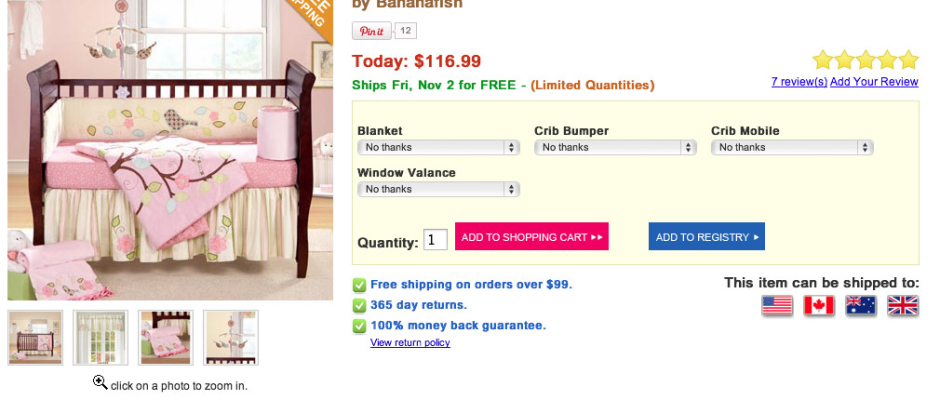 by Bananafish
SHIPPING
Pin it 12
Today: $116.99
Ships Fri, Nov 2 for FREE - (Limited Quantities)
7 review(s) Add Your Review
Blanket
No thanks
Crib Bumper
No thanks
Crib Mobile
No thanks
Window Valance
No thanks
Quantity: 1 ADD TO SHOPPING CART ADD TO REGISTRY
Free shipping on orders over $99.
365 day returns.
100% money back guarantee.
View return policy
This item can be shipped to:
click on a photo to zoom in.